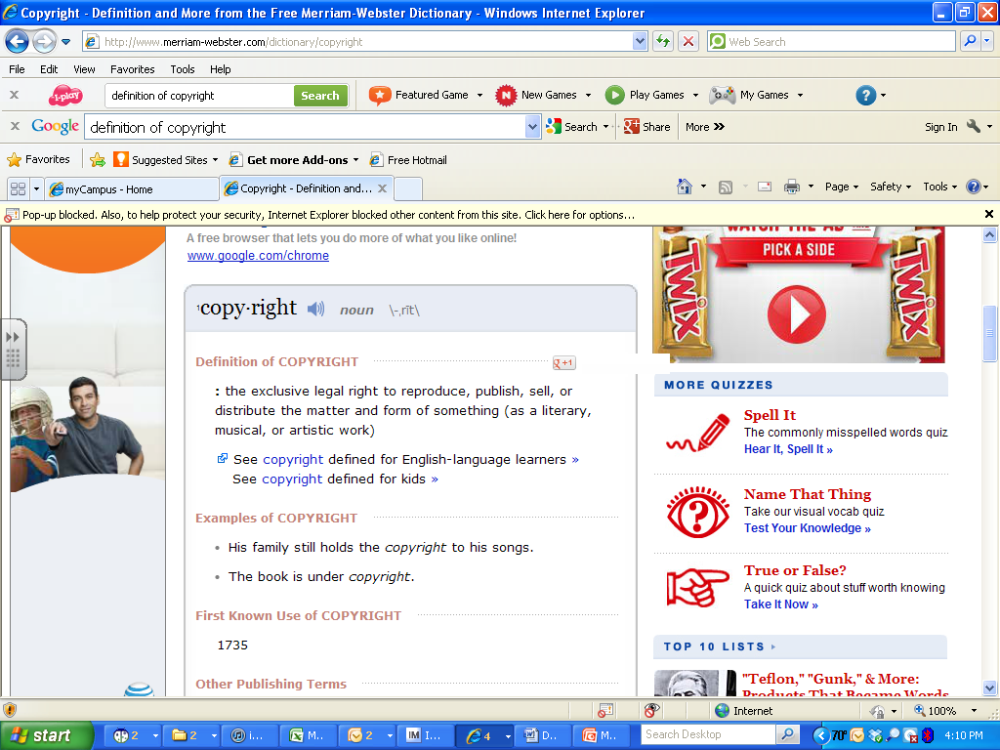 Copyright - Definition and More from the Free Merriam-Webster Dictionary - Windows Internet Explorer
http://www.merriam-webster.com/dictionary/copyright
Web Search
File Edit View Favorites Tools Help
x i-play definition of copyright Search Featured Game New Games Play Games My Games ?
x Google definition of copyright Search Share More » Sign In
Favorites Suggested Sites Get more Add-ons Free Hotmail
myCampus - Home
Copyright - Definition and... X
Page Safety Tools
Pop-up blocked. Also, to help protect your security, Internet Explorer blocked other content from this site. Click here for options...
A free browser that lets you do more of what you like online!
www.google.com/chrome
¹copy·right noun \-ˌrīt\
Definition of COPYRIGHT
g +1
: the exclusive legal right to reproduce, publish, sell, or
distribute the matter and form of something (as a literary,
musical, or artistic work)
See copyright defined for English-language learners »
See copyright defined for kids »
Examples of COPYRIGHT
• His family still holds the copyright to his songs.
• The book is under copyright.
First Known Use of COPYRIGHT
1735
Other Publishing Terms
WATCH THE AD
PICK A SIDE
TWIX
TWIX
MORE QUIZZES
Spell It
The commonly misspelled words quiz
Hear It, Spell It »
Name That Thing
Take our visual vocab quiz
Test Your Knowledge »
True or False?
A quick quiz about stuff worth knowing
Take It Now »
TOP 10 LISTS
"Teflon," "Gunk," & More:
Products That Became Words
Internet 100%
start 2 2 i... M... 2 I... 4 D... M... Search Desktop 70° 4:10 PM